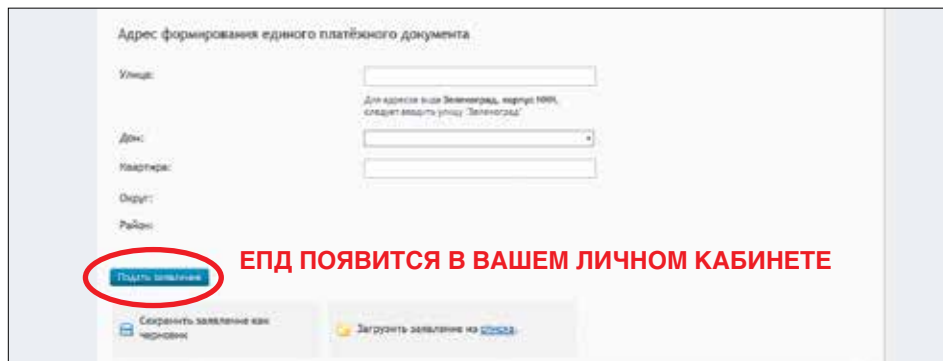 Адрес формирования единого платёжного документа
Улица:
Для адресов вида Зеленоград, корпус 1001,
следует вводить улицу "Зеленоград"
Дом:
Квартира:
Округ:
Район:
ЕПД ПОЯВИТСЯ В ВАШЕМ ЛИЧНОМ КАБИНЕТЕ
Подать заявление
Сохранить заявление как
черновик
Загрузить заявление из списка.